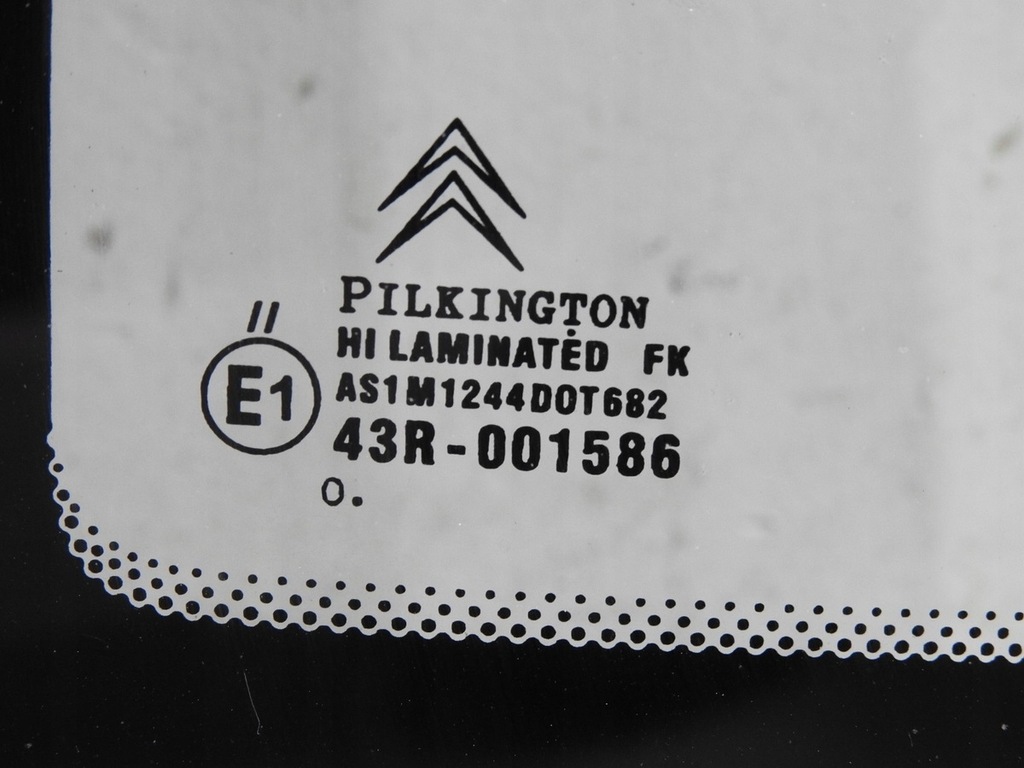 PILKINGTON
II
HI LAMINATED FK
E1
AS1M1244DOT682
43R-001586
0.